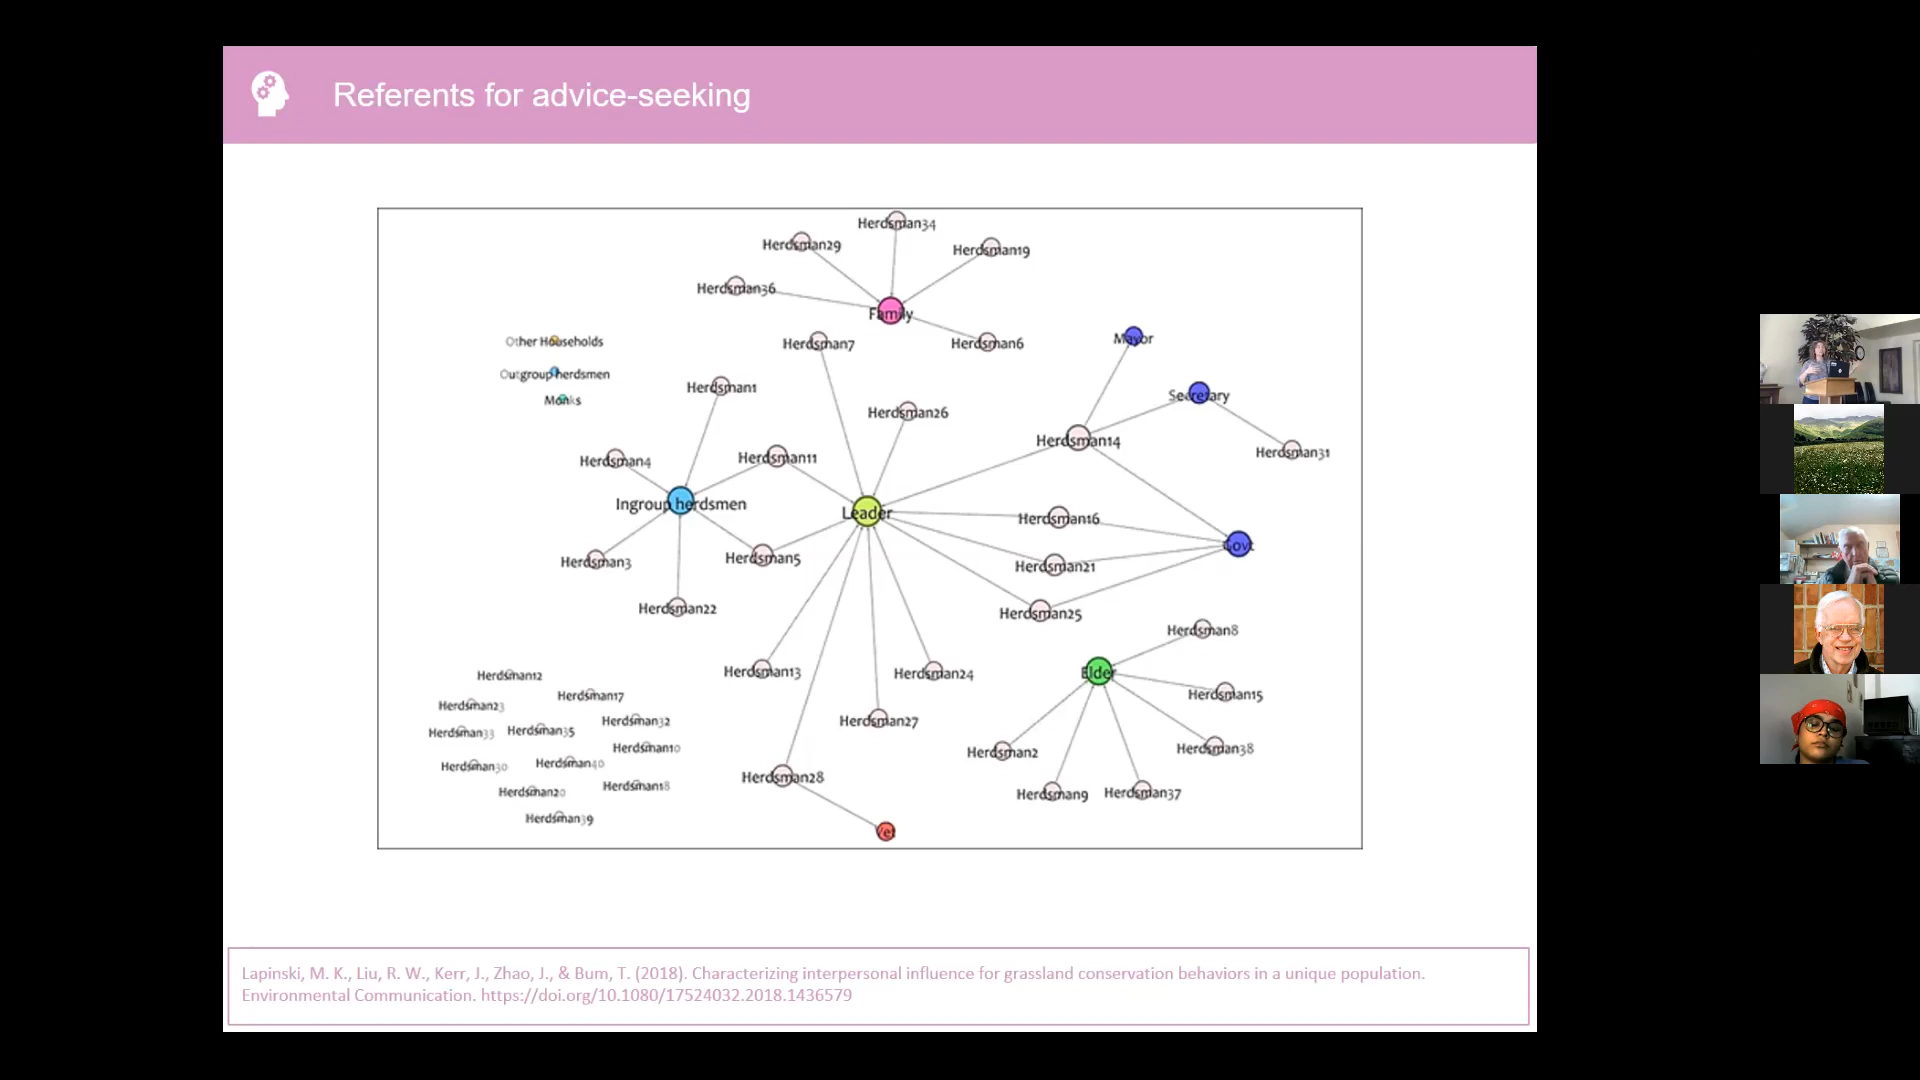 Referents for advice-seeking
Herdsman34
Herdsman29
Herdsman19
Herdsman36
Family
Other Households
Herdsman7
Herdsman6
Mayor
Outgroup herdsmen
Herdsman1
Secretary
Monks
Herdsman26
Herdsman14
Herdsman31
Herdsman4
Herdsman11
Ingroup herdsmen
Leader
Herdsman16
Govt
Herdsman3
Herdsman5
Herdsman21
Herdsman22
Herdsman25
Herdsman8
Herdsman12
Herdsman13
Herdsman24
Elder
Herdsman17
Herdsman15
Herdsman23
Herdsman32
Herdsman27
Herdsman33
Herdsman35
Herdsman10
Herdsman2
Herdsman38
Herdsman30
Herdsman40
Herdsman28
Herdsman18
Herdsman20
Herdsman9
Herdsman37
Herdsman39
Vet
Lapinski, M. K., Liu, R. W., Kerr, J., Zhao, J., & Bum, T. (2018). Characterizing interpersonal influence for grassland conservation behaviors in a unique population.
Environmental Communication. https://doi.org/10.1080/17524032.2018.1436579